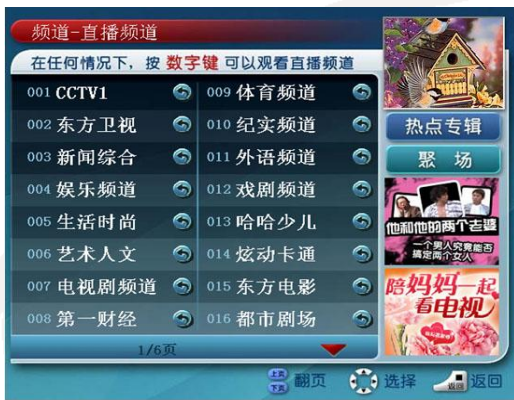 频道-直播频道
在任何情况下，按 数字键 可以观看直播频道
001 CCTV1
002 东方卫视
003 新闻综合
004 娱乐频道
005 生活时尚
006 艺术人文
007 电视剧频道
008 第一财经
009 体育频道
010 纪实频道
011 外语频道
012 戏剧频道
013 哈哈少儿
014 炫动卡通
015 东方电影
016 都市剧场
1/6页
热点专辑
聚 场
他和他的两个老婆
一个男人究竟能否
搞定两个女人
陪妈妈一起
看电视
上页
下页
翻页
选择
返回
返回